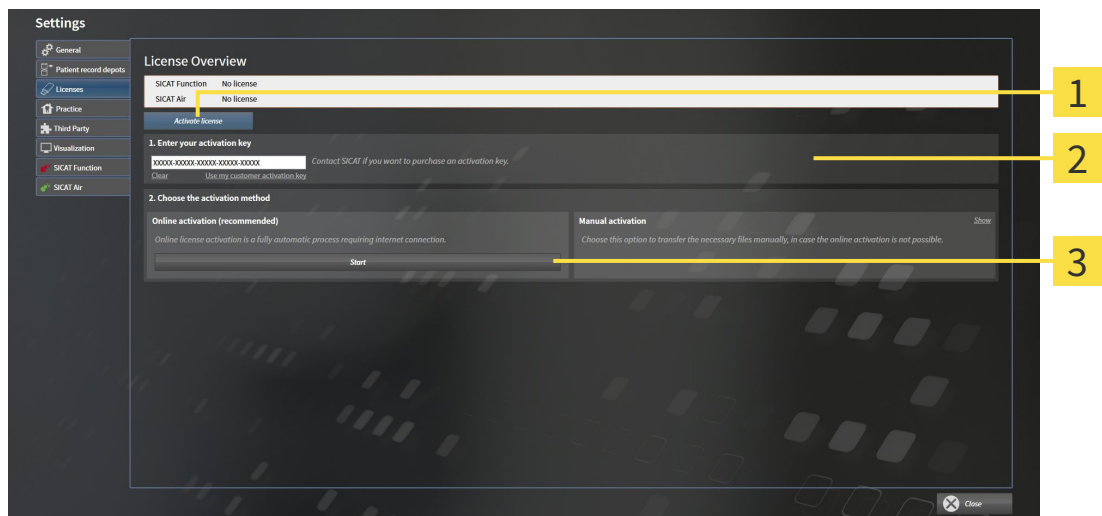 Settings
General
Patient record depots
Licenses
Practice
Third Party
Visualization
SICAT Function
SICAT Air
License Overview
SICAT Function No license
SICAT Air No license
Activate license
1. Enter your activation key
XXXXX-XXXXX-XXXXX-XXXXX-XXXXX Contact SICAT if you want to purchase an activation key.
Clear Use my customer activation key
2. Choose the activation method
Online activation (recommended)
Online license activation is a fully automatic process requiring internet connection.
Start
Manual activation Show
Choose this option to transfer the necessary files manually, in case the online activation is not possible.
Close
1
2
3